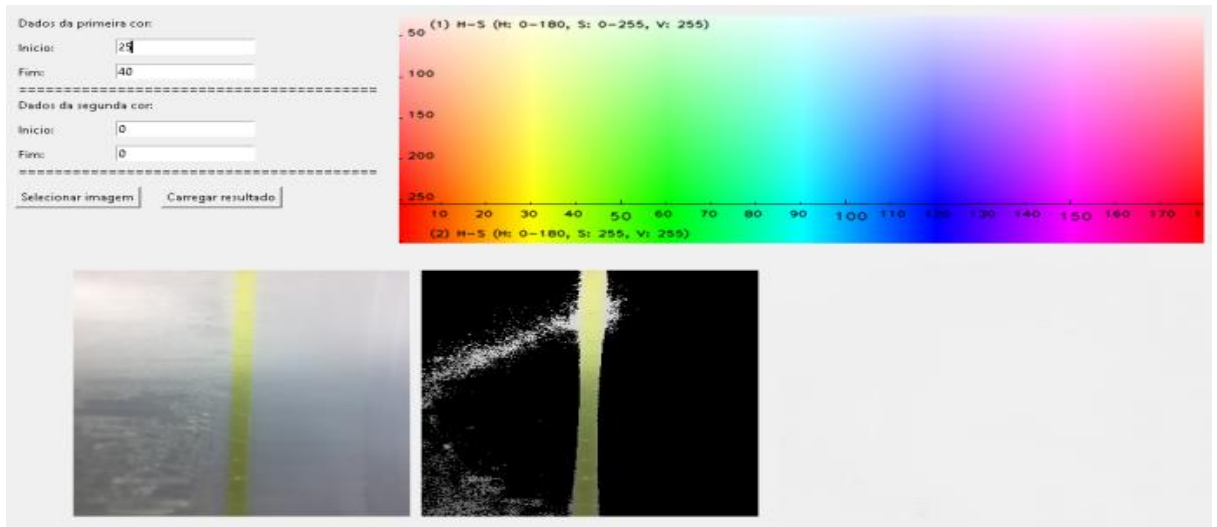 Dados da primeira cor:
Inicio: 25
Fim: 40
========================================
Dados da segunda cor:
Inicio: 0
Fim: 0
========================================
Selecionar imagem Carregar resultado
(1) H-S (H: 0-180, S: 0-255, V: 255)
50
100
150
200
250
10 20 30 40 50 60 70 80 90 100 110 120 130 140 150 160 170
(2) H-S (H: 0-180, S: 255, V: 255)